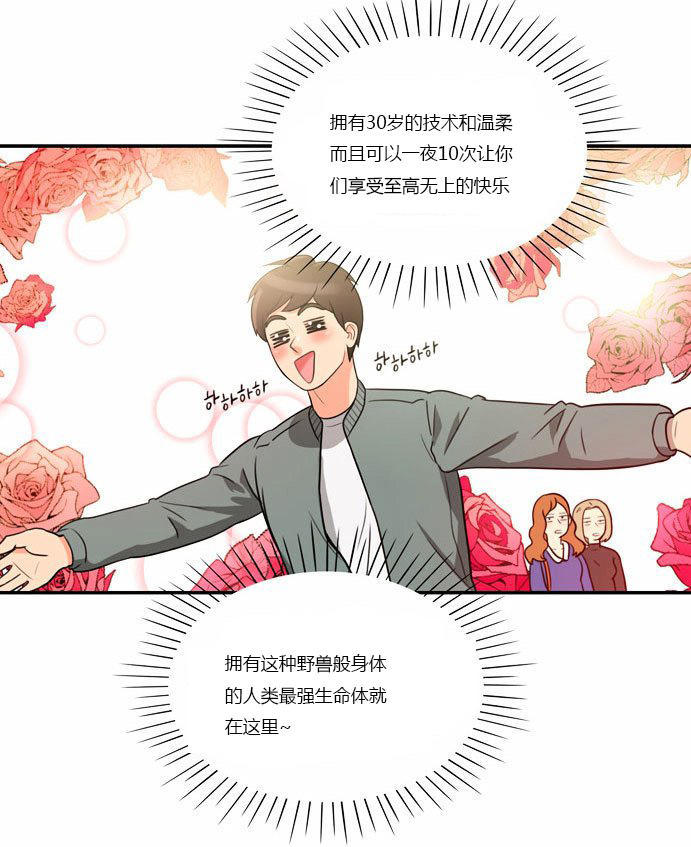 拥有30岁的技术和温柔
而且可以一夜10次让你
们享受至高无上的快乐
하하하하
하하하하
拥有这种野兽般身体
的人类最强生命体就
在这里~